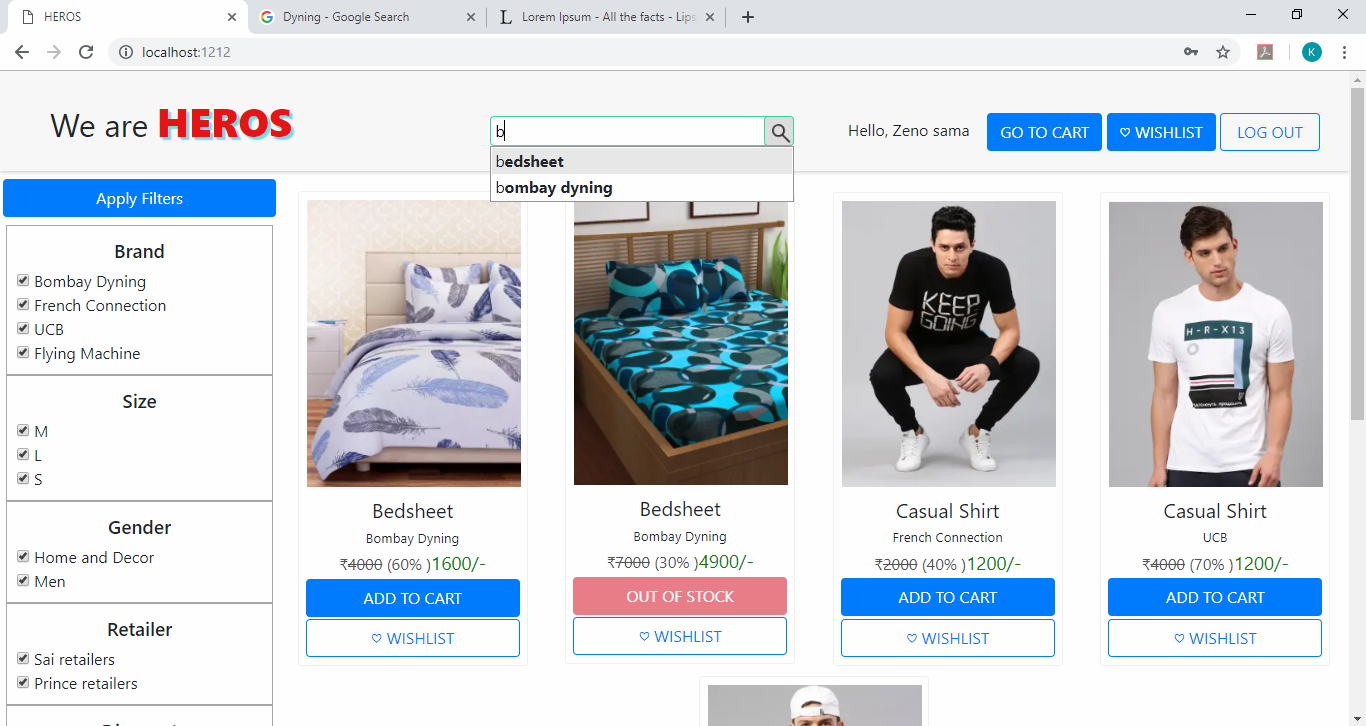 HEROS
Dyning - Google Search
Lorem Ipsum - All the facts - Lips
localhost:1212
K
We are HEROS
b
Hello, Zeno sama
GO TO CART
♡ WISHLIST
LOG OUT
bedsheet
bombay dyning
Apply Filters
Brand
Bombay Dyning
French Connection
UCB
Flying Machine
Size
M
L
S
Gender
Home and Decor
Men
Retailer
Sai retailers
Prince retailers
KEEP
GOING
H-R-X13
Bedsheet
Bombay Dyning
₹4000 (60% )1600/-
ADD TO CART
♡ WISHLIST
Bedsheet
Bombay Dyning
₹7000 (30% )4900/-
OUT OF STOCK
♡ WISHLIST
Casual Shirt
French Connection
₹2000 (40% )1200/-
ADD TO CART
♡ WISHLIST
Casual Shirt
UCB
₹4000 (70% )1200/-
ADD TO CART
♡ WISHLIST